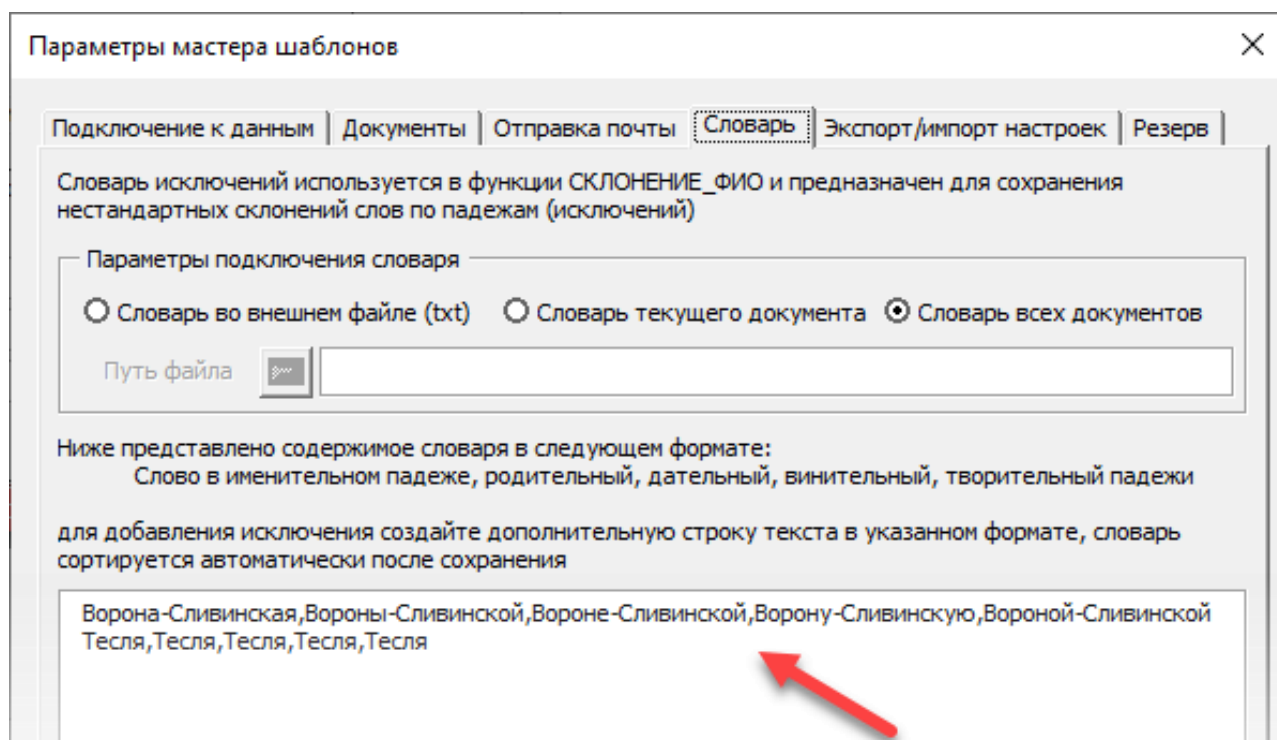 Параметры мастера шаблонов
Подключение к данным
Документы
Отправка почты
Словарь
Экспорт/импорт настроек
Резерв
Словарь исключений используется в функции СКЛОНЕНИЕ_ФИО и предназначен для сохранения
нестандартных склонений слов по падежам (исключений)
Параметры подключения словаря
Словарь во внешнем файле (txt)
Словарь текущего документа
Словарь всех документов
Путь файла
Ниже представлено содержимое словаря в следующем формате:
Слово в именительном падеже, родительный, дательный, винительный, творительный падежи
для добавления исключения создайте дополнительную строку текста в указанном формате, словарь
сортируется автоматически после сохранения
Ворона-Сливинская,Вороны-Сливинской,Вороне-Сливинской,Ворону-Сливинскую,Вороной-Сливинской
Тесля,Тесля,Тесля,Тесля,Тесля